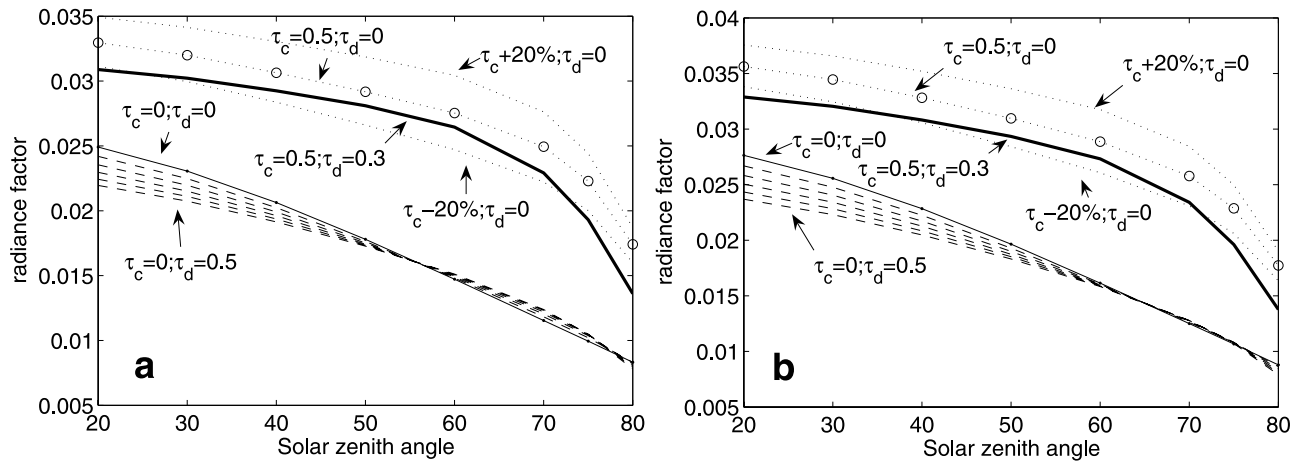 0.035
0.03
0.025
0.02
0.015
0.01
0.005
radiance factor
τc=0.5;τd=0
τc+20%;τd=0
τc=0;τd=0
τc=0.5;τd=0.3
τc−20%;τd=0
τc=0;τd=0.5
a
20 30 40 50 60 70 80
Solar zenith angle
0.04
0.035
0.03
0.025
0.02
0.015
0.01
0.005
radiance factor
τc=0.5;τd=0
τc+20%;τd=0
τc=0;τd=0
τc=0.5;τd=0.3
τc−20%;τd=0
τc=0;τd=0.5
b
20 30 40 50 60 70 80
Solar zenith angle